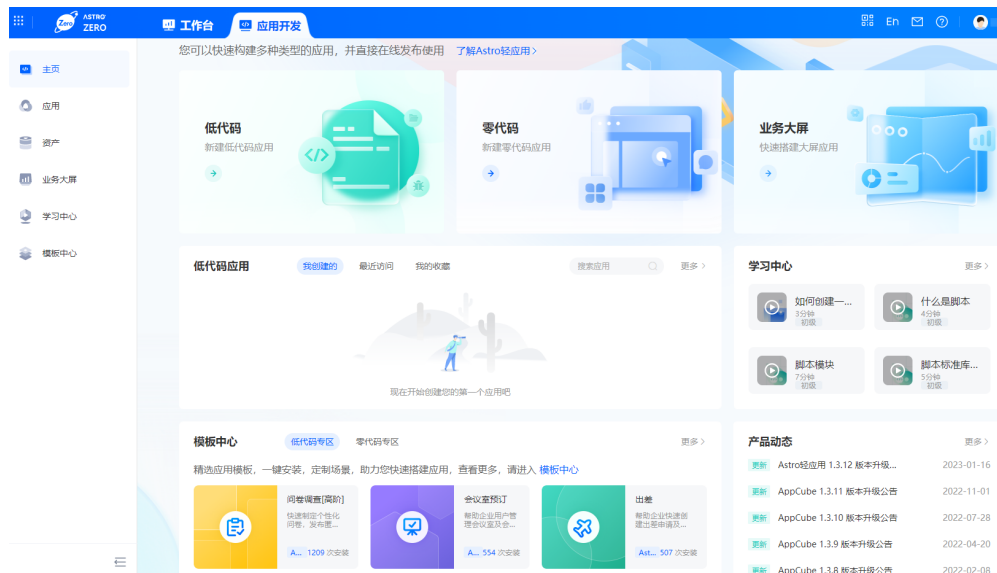 ASTRO
ZERO
Zero
工作台
应用开发
En
您可以快速构建多种类型的应用，并直接在线发布使用 了解Astro轻应用>
主页
应用
资产
业务大屏
学习中心
模板中心
低代码
新建低代码应用
零代码
新建零代码应用
业务大屏
快速搭建大屏应用
低代码应用 我创建的 最近访问 我的收藏 搜索应用 更多>
现在开始创建您的第一个应用吧
学习中心 更多>
如何创建一...
3分钟
初级
什么是脚本
4分钟
初级
脚本模块
7分钟
初级
脚本标准库...
5分钟
初级
模板中心 低代码专区 零代码专区 更多>
精选应用模板，一键安装，定制场景，助力您快速搭建应用，查看更多，请进入 模板中心
问卷调查[高阶]
快速制定个性化
问卷，发布匿...
A... 1209 次安装
会议室预订
帮助企业用户管
理会议室及会...
A... 554 次安装
出差
帮助企业快速创
建出差申请及...
Ast... 507 次安装
产品动态 更多>
更新 Astro轻应用 1.3.12 版本升级... 2023-01-16
更新 AppCube 1.3.11 版本升级公告 2022-11-01
更新 AppCube 1.3.10 版本升级公告 2022-07-28
更新 AppCube 1.3.9 版本升级公告 2022-04-20
更新 AppCube 1.3.8 版本升级公告 2022-02-08